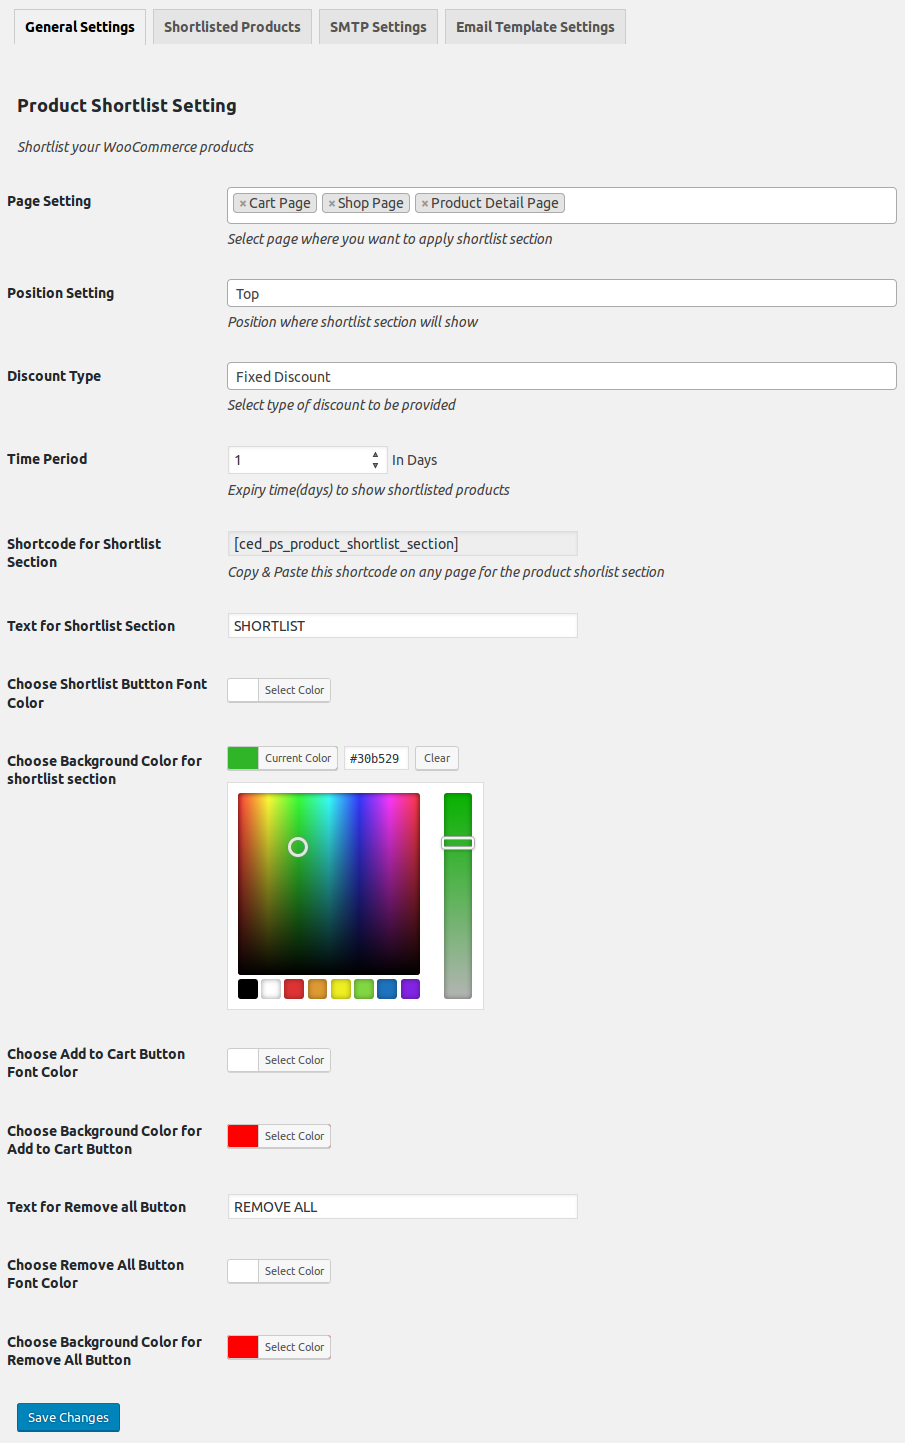 General Settings
Shortlisted Products
SMTP Settings
Email Template Settings
Product Shortlist Setting
Shortlist your WooCommerce products
Page Setting
× Cart Page × Shop Page × Product Detail Page
Select page where you want to apply shortlist section
Position Setting
Top
Position where shortlist section will show
Discount Type
Fixed Discount
Select type of discount to be provided
Time Period
1 In Days
Expiry time(days) to show shortlisted products
Shortcode for Shortlist
Section
[ced_ps_product_shortlist_section]
Copy & Paste this shortcode on any page for the product shorlist section
Text for Shortlist Section
SHORTLIST
Choose Shortlist Buttton Font
Color
Select Color
Choose Background Color for
shortlist section
Current Color #30b529 Clear
Choose Add to Cart Button
Font Color
Select Color
Choose Background Color for
Add to Cart Button
Select Color
Text for Remove all Button
REMOVE ALL
Choose Remove All Button
Font Color
Select Color
Choose Background Color for
Remove All Button
Select Color
Save Changes